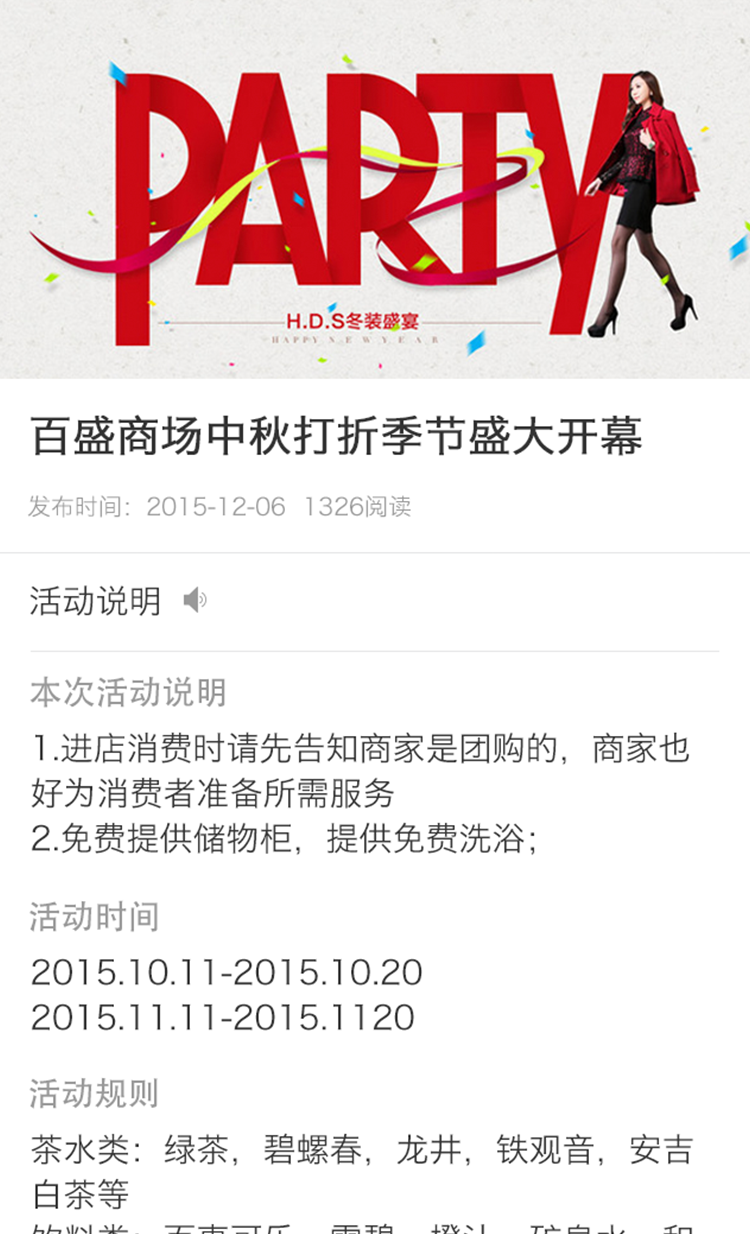 PARTY
H.D.S冬装盛宴
HAPPY NEW YEAR
百盛商场中秋打折季节盛大开幕
发布时间：2015-12-06 1326阅读
活动说明
本次活动说明
1.进店消费时请先告知商家是团购的，商家也
好为消费者准备所需服务
2.免费提供储物柜，提供免费洗浴；
活动时间
2015.10.11-2015.10.20
2015.11.11-2015.1120
活动规则
茶水类：绿茶，碧螺春，龙井，铁观音，安吉
白茶等